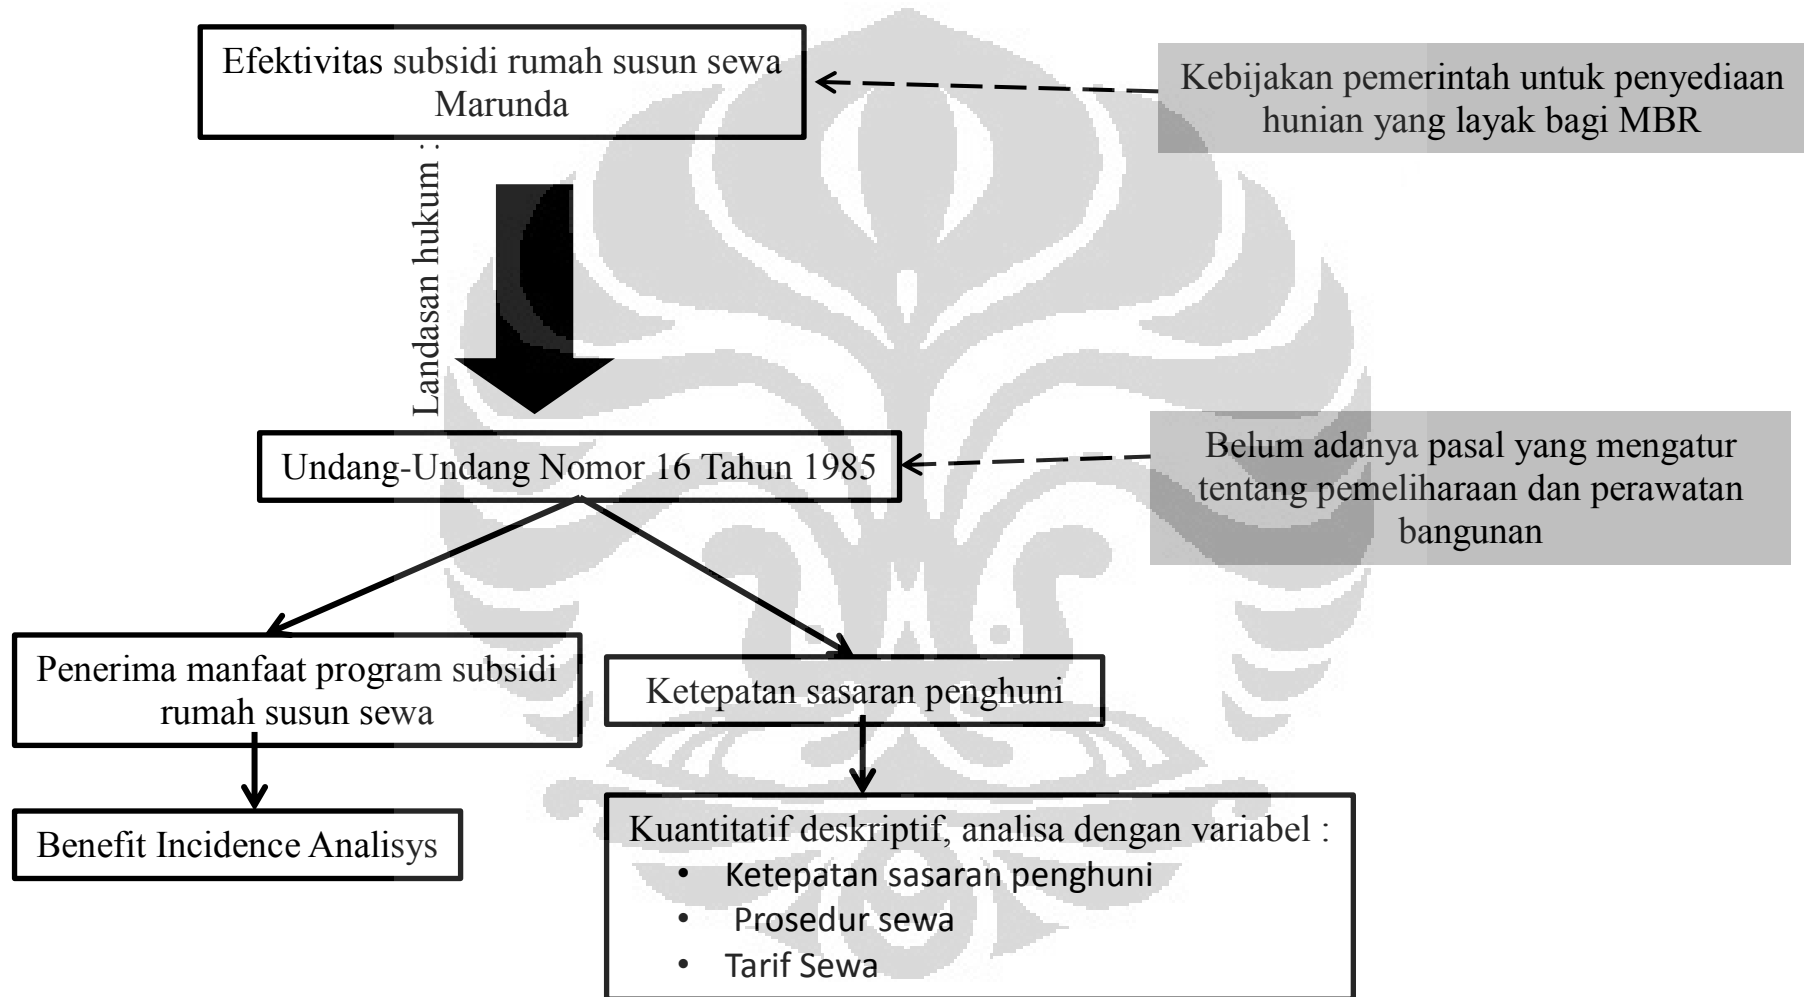 Efektivitas subsidi rumah susun sewa
Marunda
Kebijakan pemerintah untuk penyediaan
hunian yang layak bagi MBR
Landasan hukum :
Undang-Undang Nomor 16 Tahun 1985
Belum adanya pasal yang mengatur
tentang pemeliharaan dan perawatan
bangunan
Penerima manfaat program subsidi
rumah susun sewa
Ketepatan sasaran penghuni
Benefit Incidence Analisys
Kuantitatif deskriptif, analisa dengan variabel :
• Ketepatan sasaran penghuni
• Prosedur sewa
• Tarif Sewa